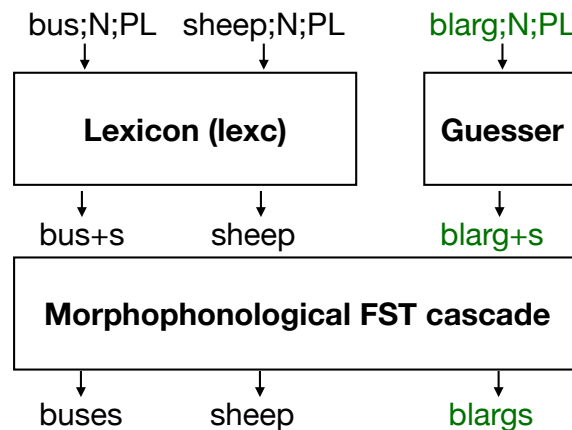 bus;N;PL sheep;N;PL blarg;N;PL
Lexicon (lexc) Guesser
bus+s sheep blarg+s
Morphophonological FST cascade
buses sheep blargs